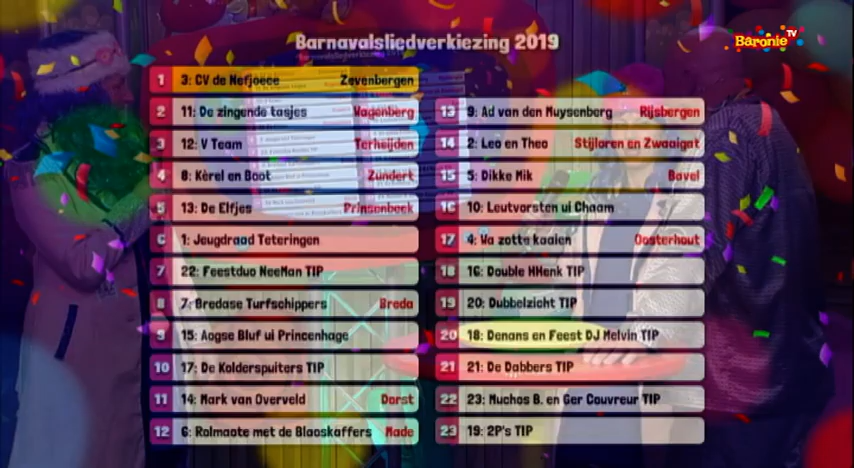 Baronie TV
Barnavalsliedverkiezing 2019
1 3: CV de Nefjoece Zevenbergen
2 11: De zingende tasjes Wagenberg
3 12: V Team Terheijden
4 8: Kèrel en Boot Zundert
5 13: De Elfjes Prinsenbeek
6 1: Jeugdraad Teteringen
7 22: Feestduo NeeMan TIP
8 7: Bredase Turfschippers Breda
9 15: Aogse Bluf ui Princenhage
10 17: De Kolderspuiters TIP
11 14: Mark van Overveld Dorst
12 6: Rolmaote met de Blaoskaffers Made
13 9: Ad van den Muysenberg Rijsbergen
14 2: Leo en Theo Stijloren en Zwaaigat
15 5: Dikke Mik Bavel
16 10: Leutvorsten ui Chaam
17 4: Wa zotte kaaien Oosterhout
18 16: Double HHenk TIP
19 20: Dubbelzicht TIP
20 18: Denans en Feest DJ Melvin TIP
21 21: De Dabbers TIP
22 23: Muchos B. en Ger Couvreur TIP
23 19: 2P's TIP